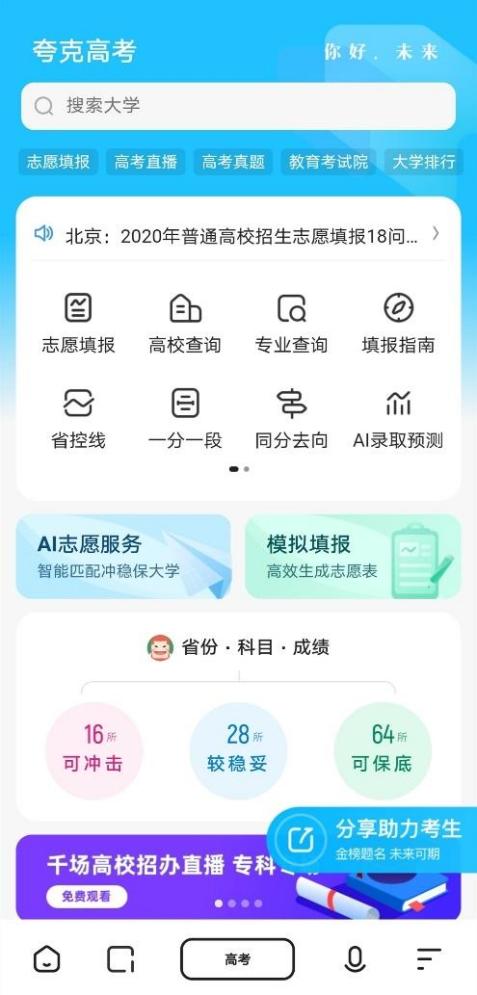 夸克高考
你好.未来
搜索大学
志愿填报 高考直播 高考真题 教育考试院 大学排行
北京：2020年普通高校招生志愿填报18问...
志愿填报 高校查询 专业查询 填报指南
省控线 一分一段 同分去向 AI录取预测
AI志愿服务
智能匹配冲稳保大学
模拟填报
高效生成志愿表
省份·科目·成绩
16所
可冲击
28所
较稳妥
64所
可保底
分享助力考生
金榜题名 未来可期
千场高校招办直播 专科
免费观看
高考